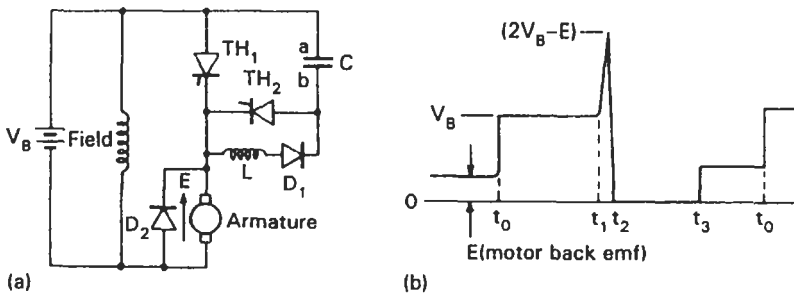 (a)
TH₁
a
b
C
TH₂
V_B
Field
L
D₁
E
D₂
Armature
(b)
(2V_B–E)
V_B
0
t₀
t₁
t₂
t₃
t₀
E(motor back emf)